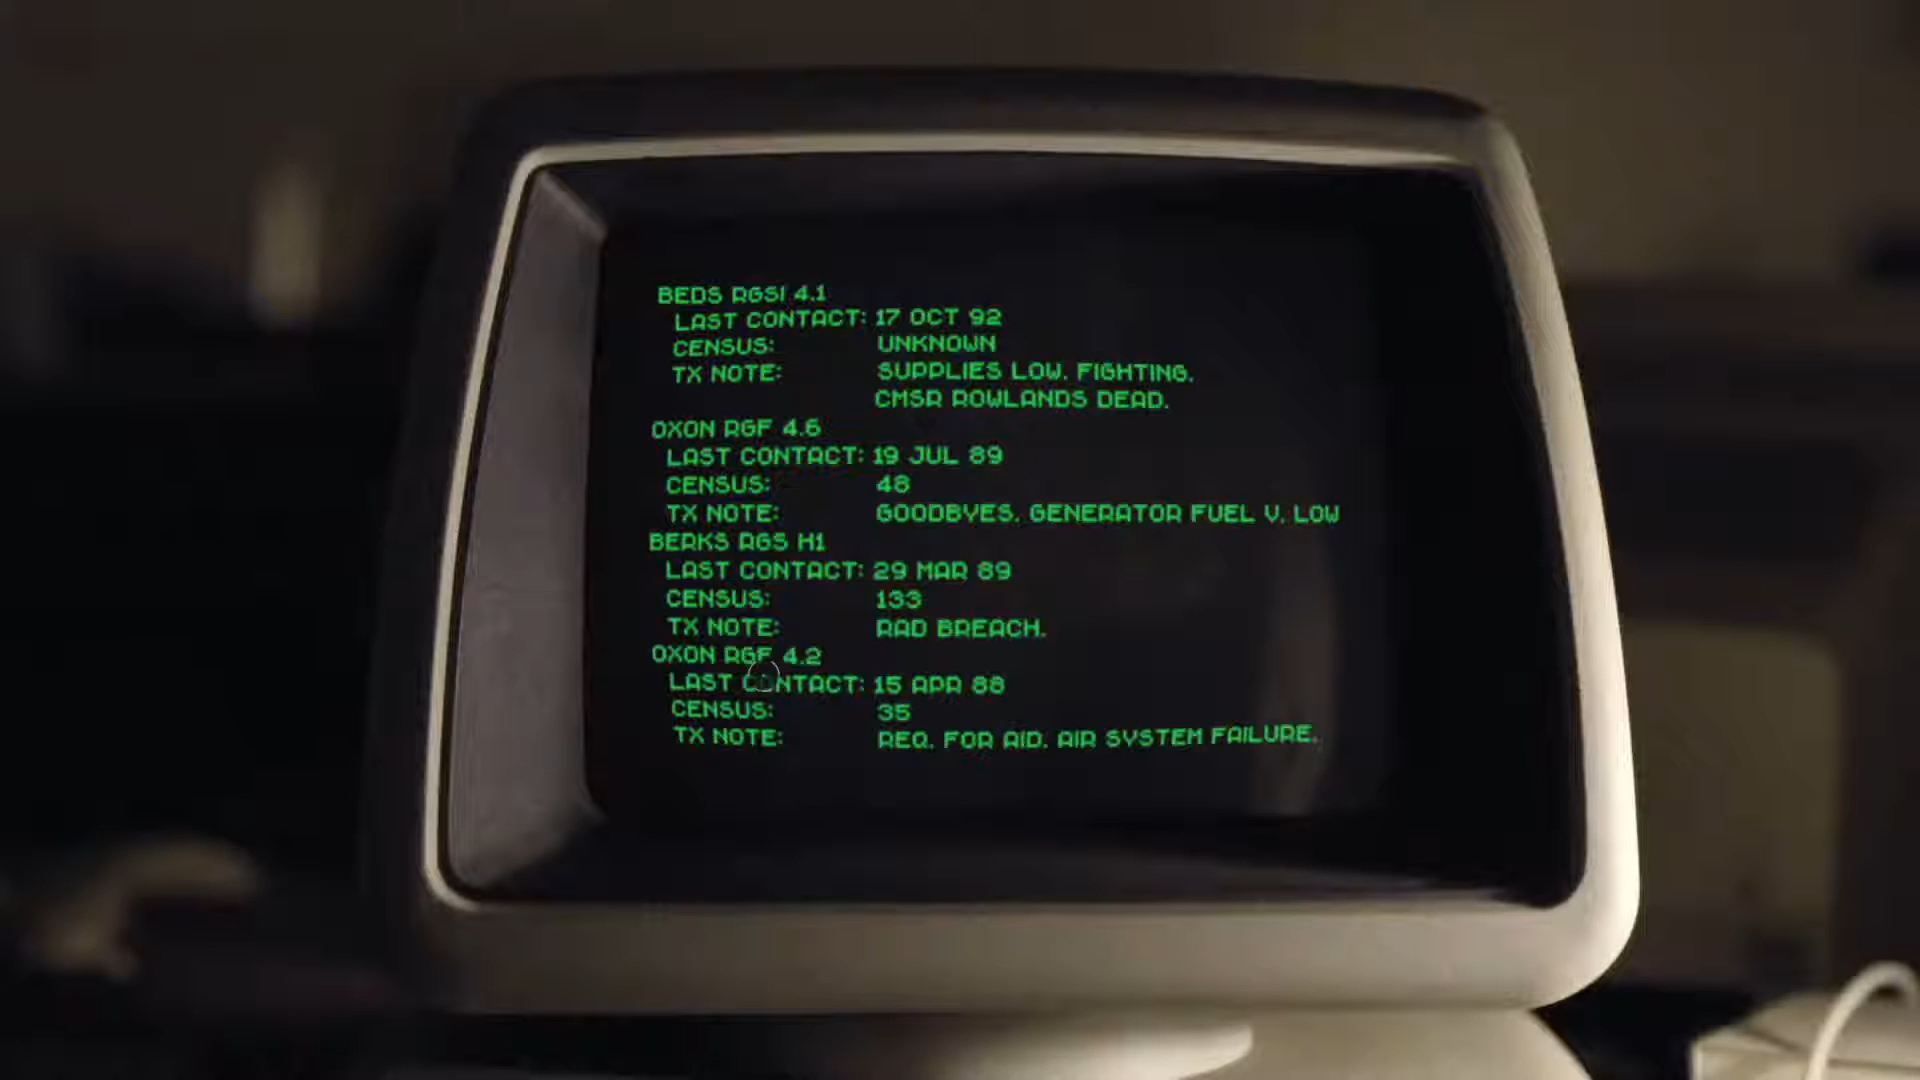 BEDS RGSI 4.1
LAST CONTACT: 17 OCT 92
CENSUS: UNKNOWN
TX NOTE: SUPPLIES LOW. FIGHTING.
CMSR ROWLANDS DEAD.
OXON RGF 4.6
LAST CONTACT: 19 JUL 89
CENSUS: 48
TX NOTE: GOODBYES. GENERATOR FUEL V. LOW
BERKS RGS H1
LAST CONTACT: 29 MAR 89
CENSUS: 133
TX NOTE: RAD BREACH.
OXON RGF 4.2
LAST CONTACT: 15 APR 88
CENSUS: 35
TX NOTE: REQ. FOR AID. AIR SYSTEM FAILURE.